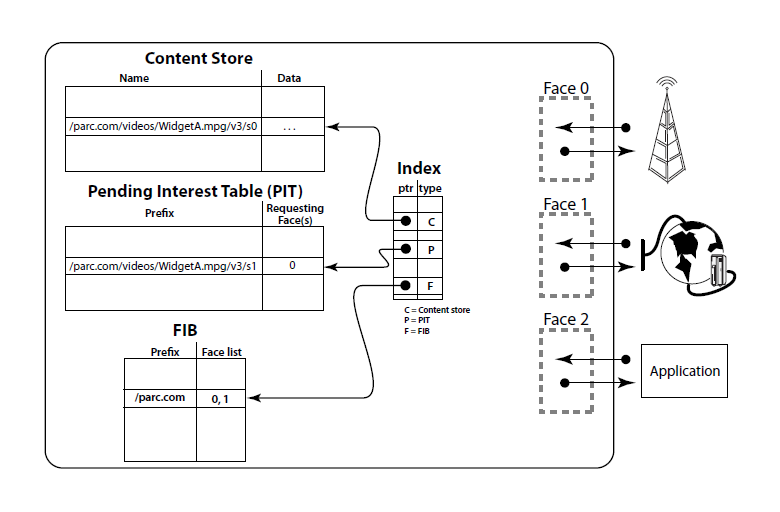 Content Store
Name Data
/parc.com/videos/WidgetA.mpg/v3/s0 ...
Pending Interest Table (PIT)
Prefix Requesting
Face(s)
/parc.com/videos/WidgetA.mpg/v3/s1 0
FIB
Prefix Face list
/parc.com 0, 1
Index
ptr type
C
P
F
C = Content store
P = PIT
F = FIB
Face 0
Face 1
Face 2
Application